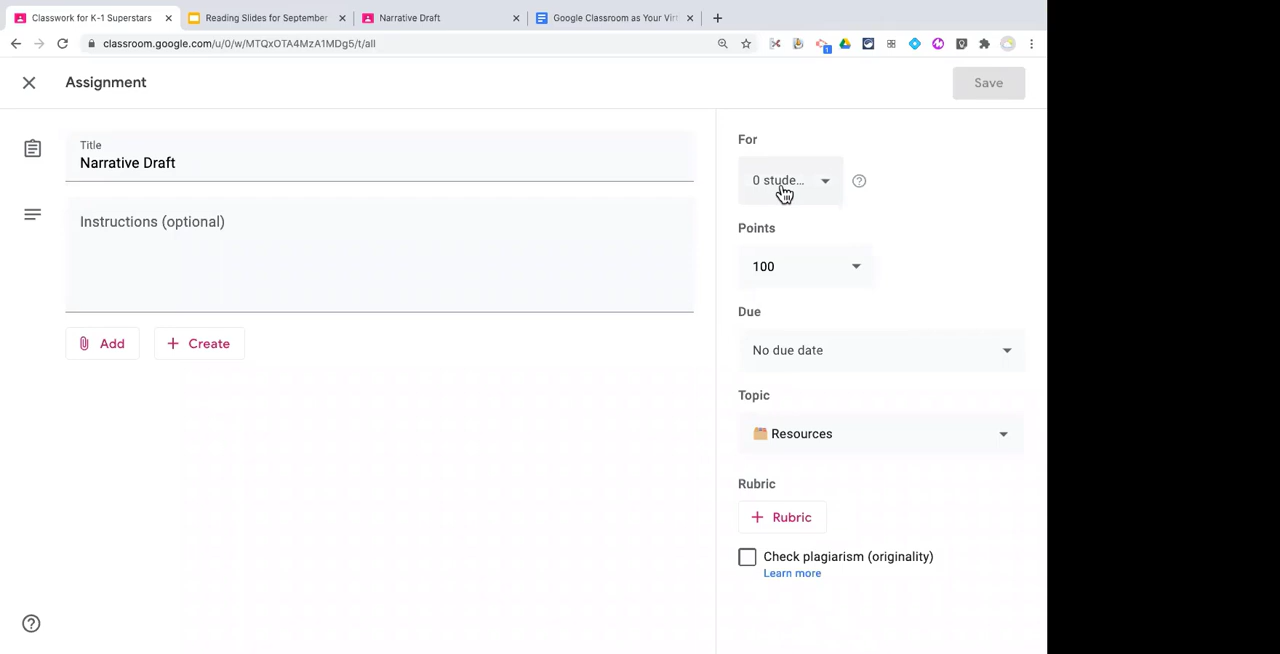 Classwork for K-1 Superstars
Reading Slides for September
Narrative Draft
Google Classroom as Your Virt
classroom.google.com/u/0/w/MTQxOTA4MzA1MDg5/t/all
1
Assignment
Save
Title
Narrative Draft
Instructions (optional)
Add
Create
For
0 stude...
Points
100
Due
No due date
Topic
Resources
Rubric
Rubric
Check plagiarism (originality)
Learn more